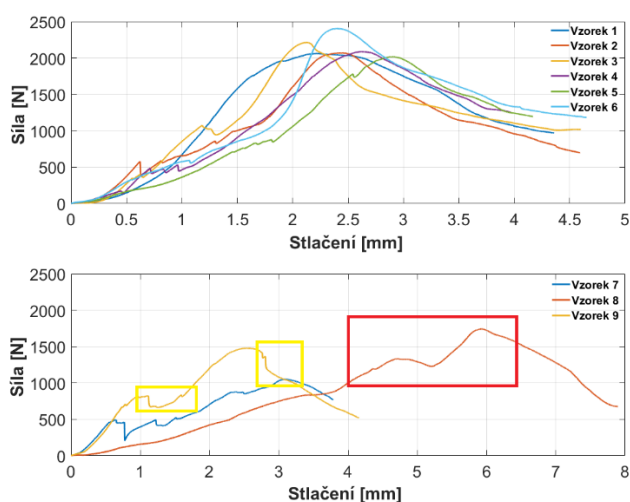 2500
2000
1500
1000
500
0
Síla [N]
Vzorek 1
Vzorek 2
Vzorek 3
Vzorek 4
Vzorek 5
Vzorek 6
0 0.5 1 1.5 2 2.5 3 3.5 4 4.5 5
Stlačení [mm]
2500
2000
1500
1000
500
0
Síla [N]
Vzorek 7
Vzorek 8
Vzorek 9
0 1 2 3 4 5 6 7 8
Stlačení [mm]